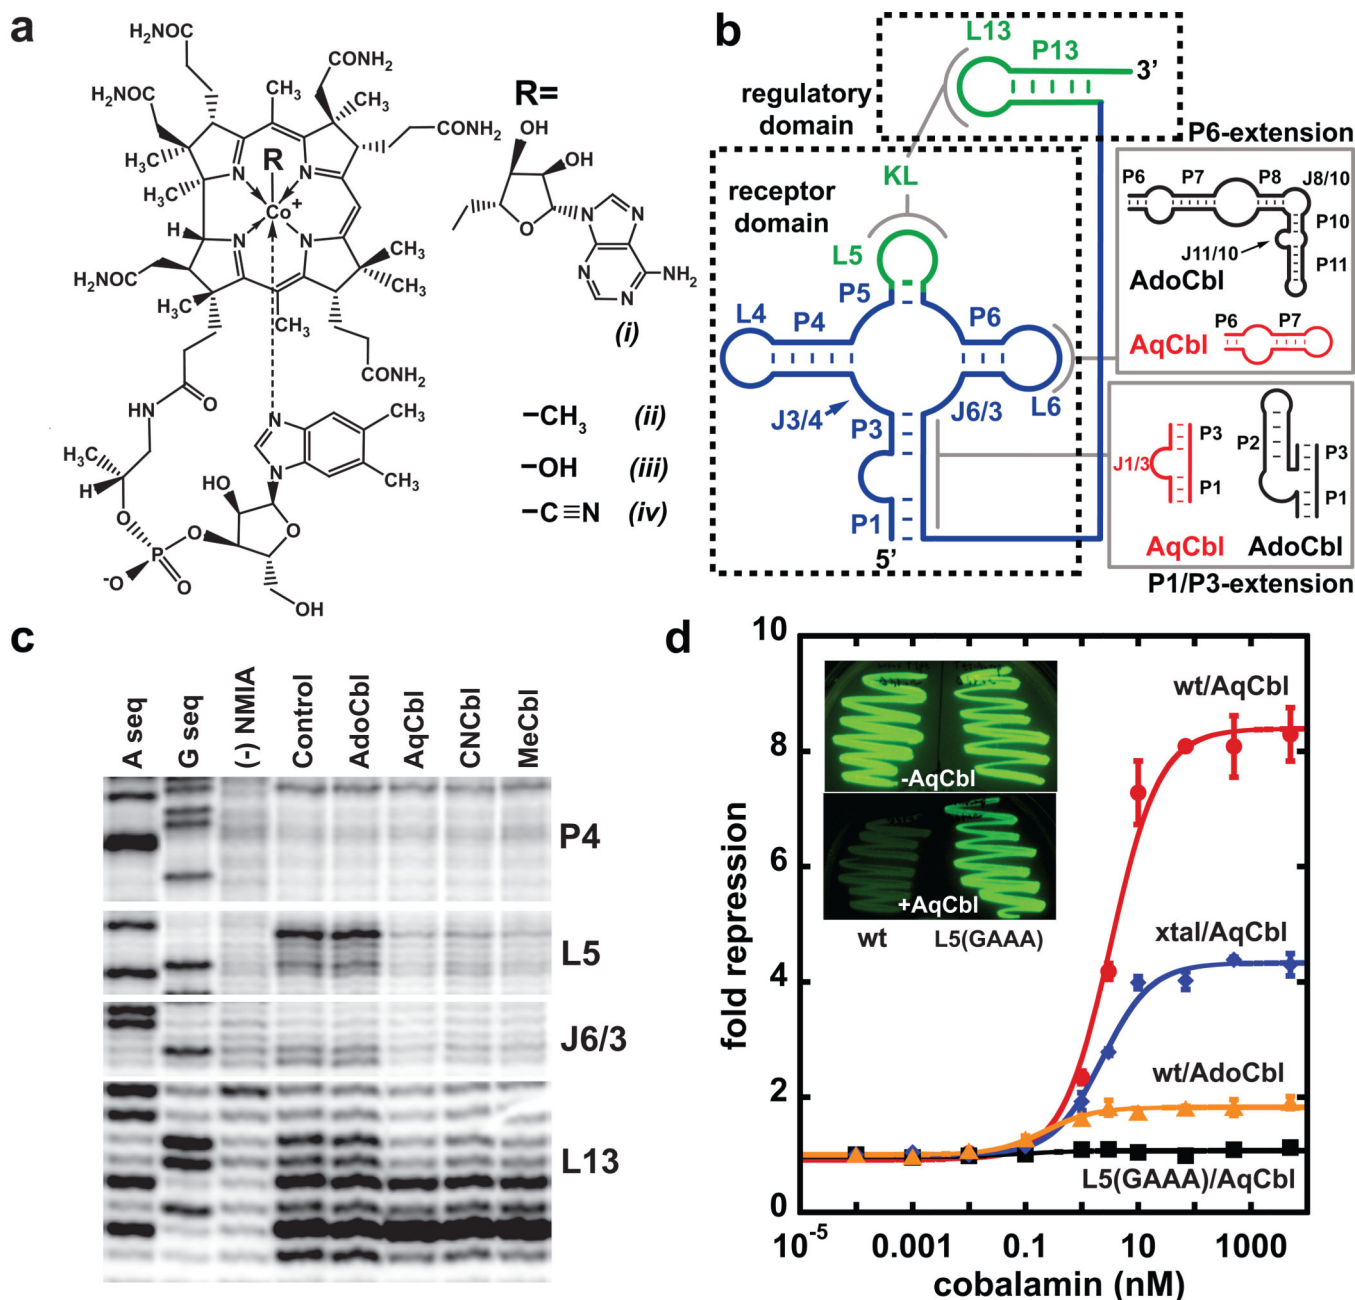 a
H₂NC
O
CONH₂
O
H₂NC
O
CH₃
CH₃
CONH₂
H₃C
CH₃
R
N
N
Co⁺
N
N
H
H₂NC
O
CH₃
CH₃
CH₃
CH₃
CONH₂
NH
O
H₃C
H
O
P
O
⁻O
O
HO
O
OH
N
N
CH₃
CH₃
R=
OH
OH
O
N
N
N
N
NH₂
(i)
–CH₃ (ii)
–OH (iii)
–C≡N (iv)
b
L13
P13
3’
regulatory
domain
receptor
domain
KL
L5
P5
L4
P4
P6
L6
J3/4
P3
J6/3
P1
5’
P6-extension
P6
P7
P8
J8/10
P10
J11/10
P11
AdoCbl
AqCbl
P6
P7
J1/3
P3
P1
P2
P3
P1
AqCbl
AdoCbl
P1/P3-extension
c
A seq
G seq
(-) NMIA
Control
AdoCbl
AqCbl
CNCbl
MeCbl
P4
L5
J6/3
L13
d
fold repression
10
8
6
4
2
0
-AqCbl
+AqCbl
wt
L5(GAAA)
wt/AqCbl
xtal/AqCbl
wt/AdoCbl
L5(GAAA)/AqCbl
10⁻⁵
0.001
0.1
10
1000
cobalamin (nM)